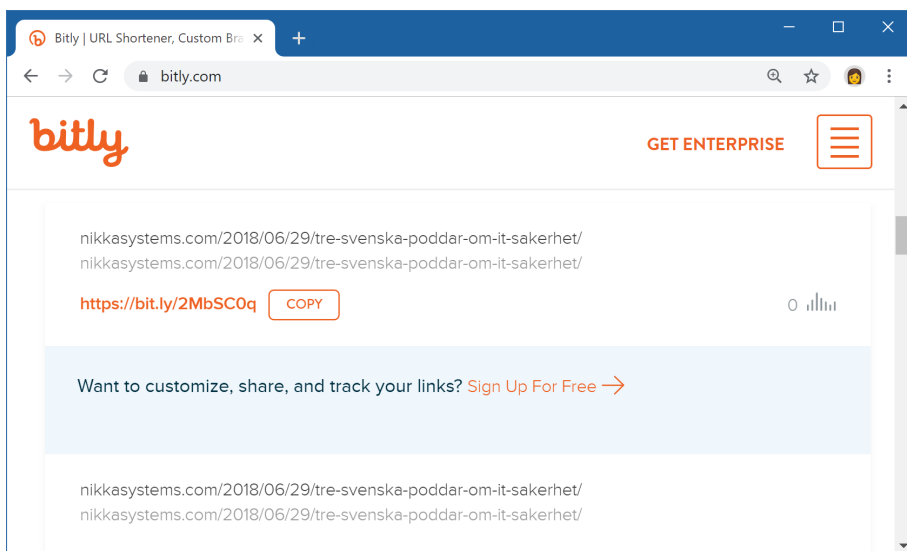 Bitly | URL Shortener, Custom Bra
bitly.com
bitly
GET ENTERPRISE
nikkasystems.com/2018/06/29/tre-svenska-poddar-om-it-sakerhet/
nikkasystems.com/2018/06/29/tre-svenska-poddar-om-it-sakerhet/
https://bit.ly/2MbSC0q COPY 0
Want to customize, share, and track your links? Sign Up For Free
nikkasystems.com/2018/06/29/tre-svenska-poddar-om-it-sakerhet/
nikkasystems.com/2018/06/29/tre-svenska-poddar-om-it-sakerhet/